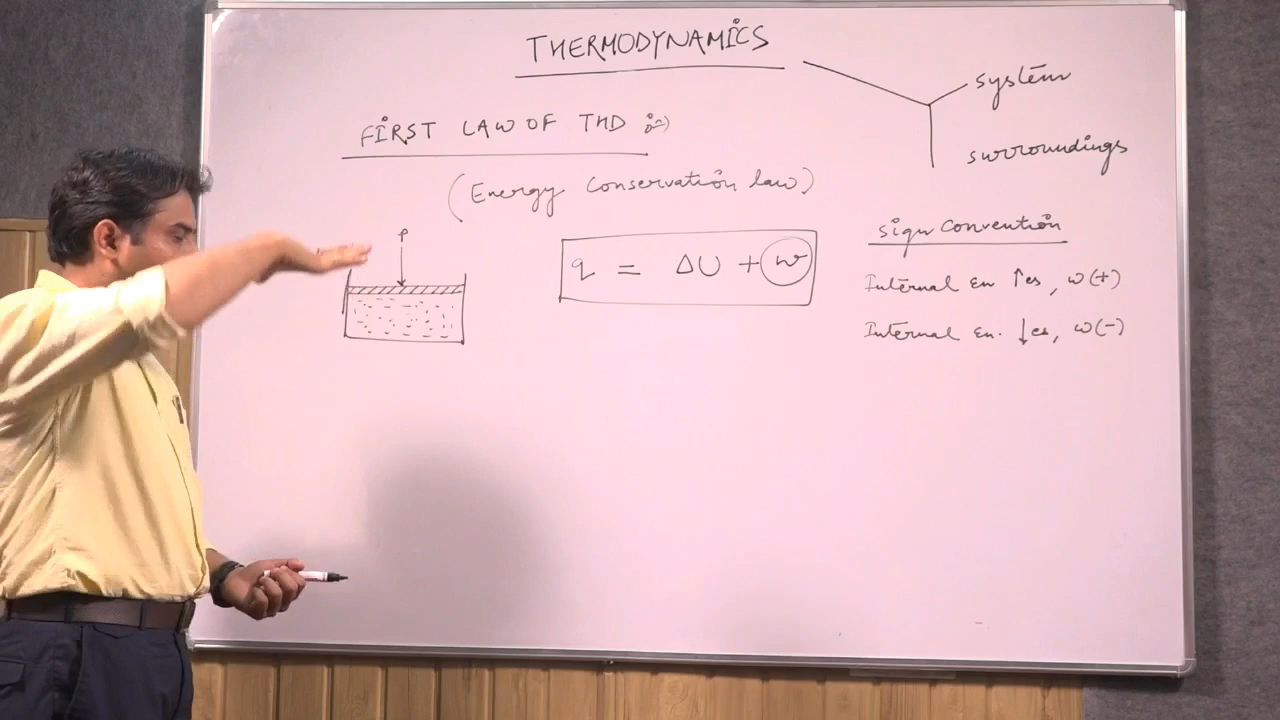 THERMODYNAMICS
system
surroundings
FIRST LAW OF THD
(Energy Conservation law)
P
q = ΔU + w
Sign Convention
Internal en ↑es, w(+)
Internal en. ↓es, w(-)